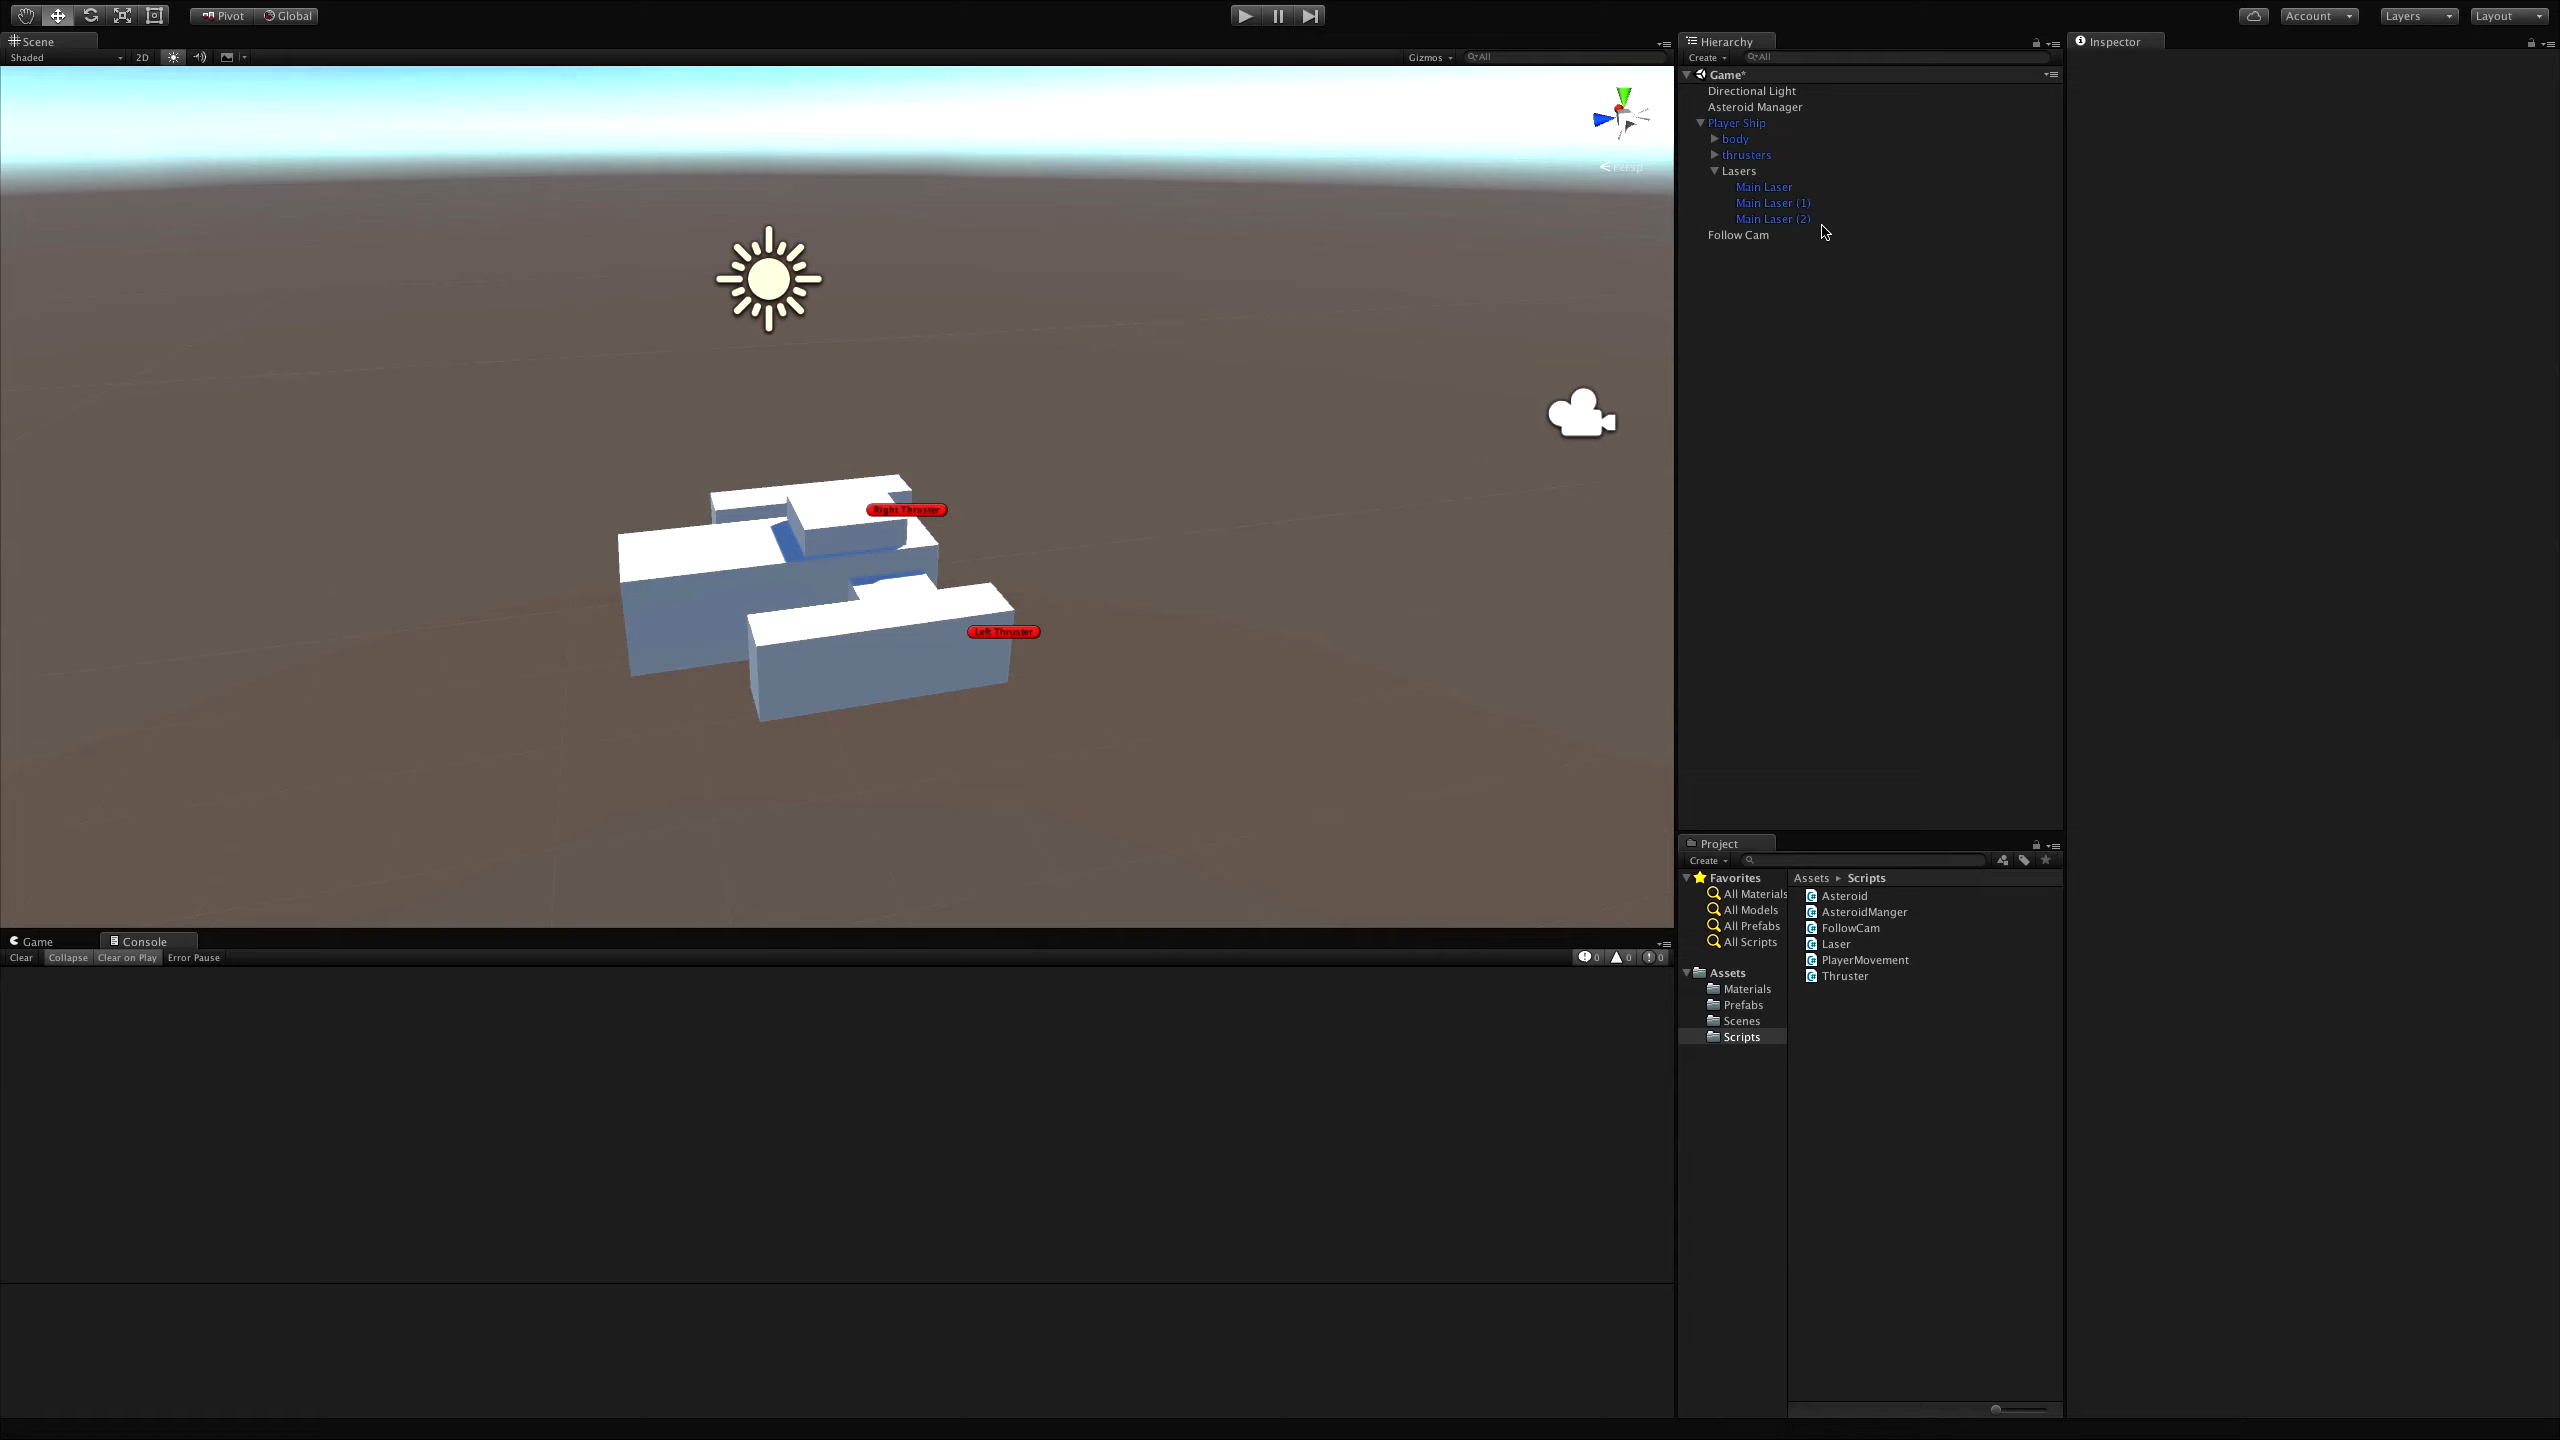 Pivot
Global
Account
Layers
Layout
Scene
Shaded
2D
Gizmos
All
Persp
Right Thruster
Left Thruster
Hierarchy
Create
All
Game*
Directional Light
Asteroid Manager
Player Ship
body
thrusters
Lasers
Main Laser
Main Laser (1)
Main Laser (2)
Follow Cam
Inspector
Game
Console
Clear
Collapse
Clear on Play
Error Pause
0
0
0
Project
Create
Favorites
All Materials
All Models
All Prefabs
All Scripts
Assets
Materials
Prefabs
Scenes
Scripts
Assets
Scripts
Asteroid
AsteroidManger
FollowCam
Laser
PlayerMovement
Thruster